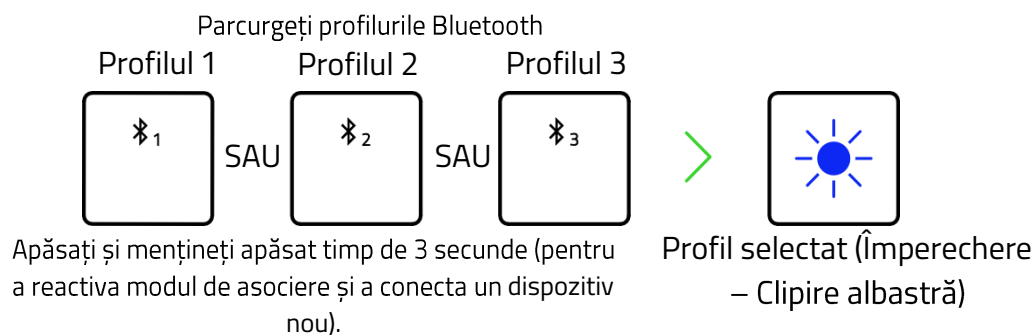 Parcurgeți profilurile Bluetooth
Profilul 1 Profilul 2 Profilul 3
1 SAU 2 SAU 3
Apăsați și mențineți apăsat timp de 3 secunde (pentru
a reactiva modul de asociere și a conecta un dispozitiv
nou).
Profil selectat (Împerechere
– Clipire albastră)